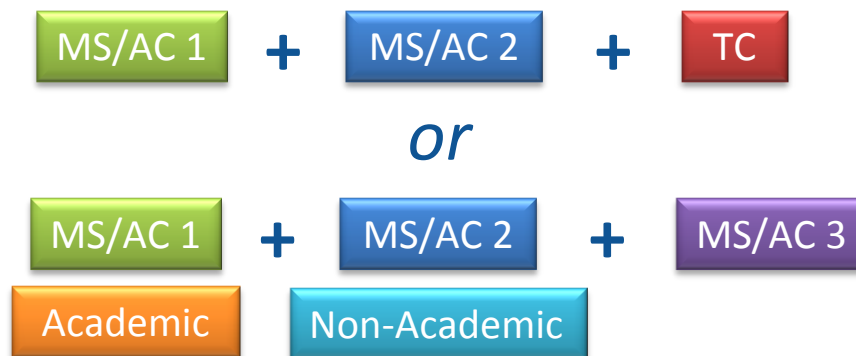 MS/AC 1 + MS/AC 2 + TC
or
MS/AC 1 + MS/AC 2 + MS/AC 3
Academic Non-Academic